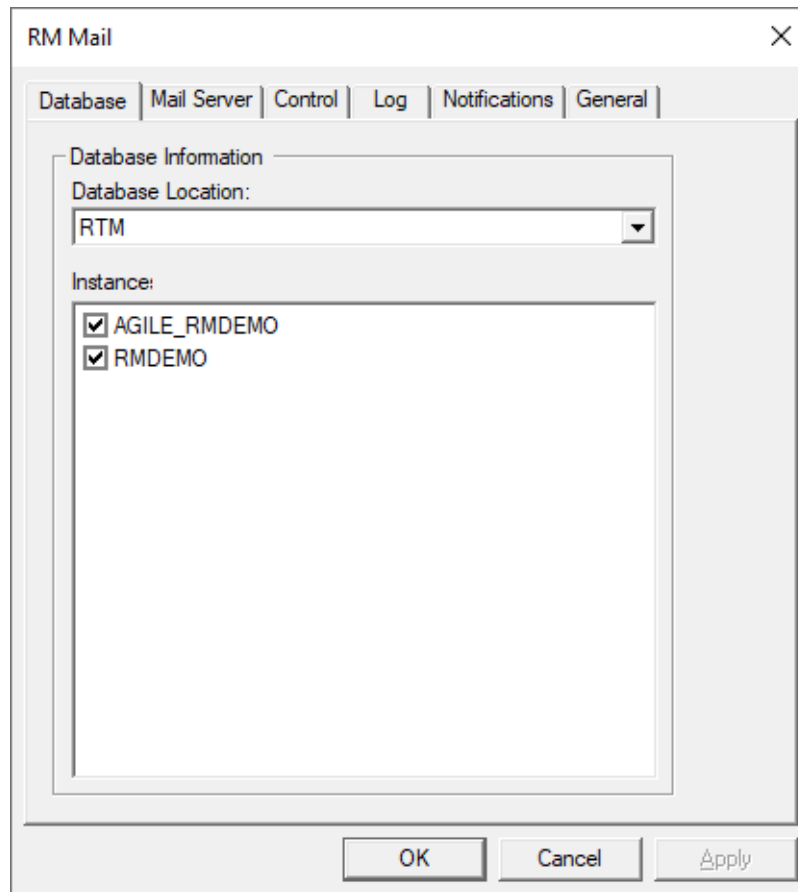 RM Mail
Database Mail Server Control Log Notifications General
Database Information
Database Location:
RTM
Instance:
AGILE_RMDEMO
RMDEMO
OK Cancel Apply